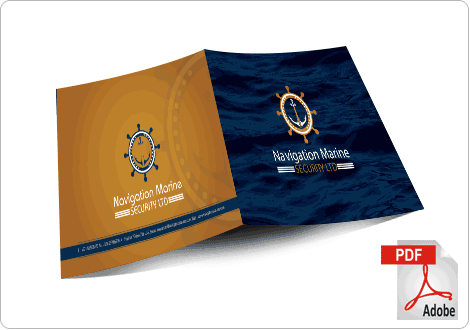 Navigation Marine
SECURITY LTD
Navigation Marine
SECURITY LTD
PDF
Adobe